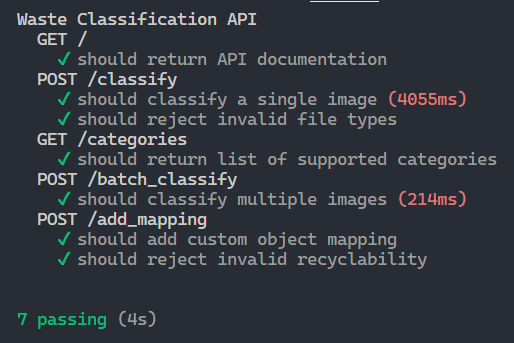 Waste Classification API
GET /
✓ should return API documentation
POST /classify
✓ should classify a single image (4055ms)
✓ should reject invalid file types
GET /categories
✓ should return list of supported categories
POST /batch_classify
✓ should classify multiple images (214ms)
POST /add_mapping
✓ should add custom object mapping
✓ should reject invalid recyclability
7 passing (4s)